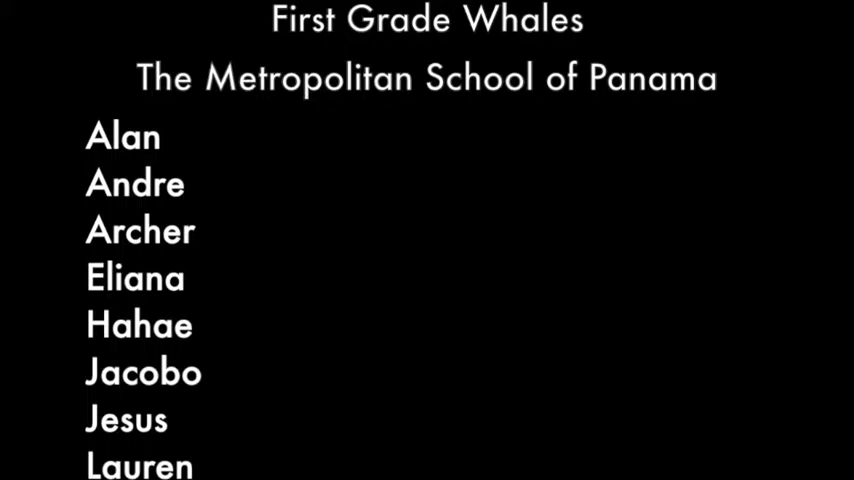 First Grade Whales
The Metropolitan School of Panama
Alan
Andre
Archer
Eliana
Hahae
Jacobo
Jesus
Lauren